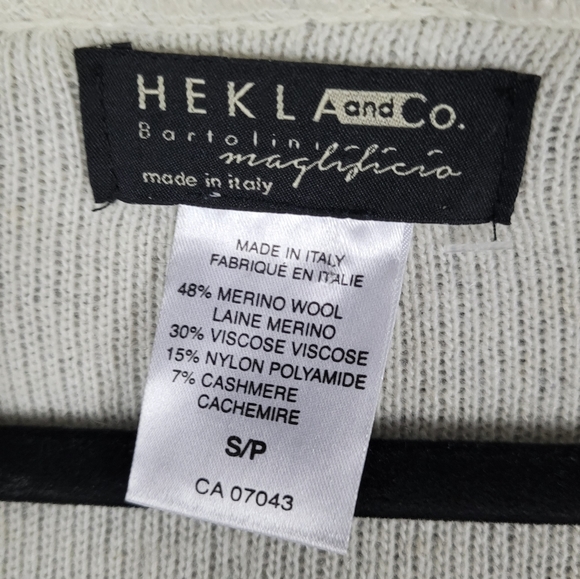 HEKLA and Co.
Bartolini
maglificio
made in italy
MADE IN ITALY
FABRIQUÉ EN ITALIE
48% MERINO WOOL
LAINE MERINO
30% VISCOSE VISCOSE
15% NYLON POLYAMIDE
7% CASHMERE
CACHEMIRE
S/P
CA 07043